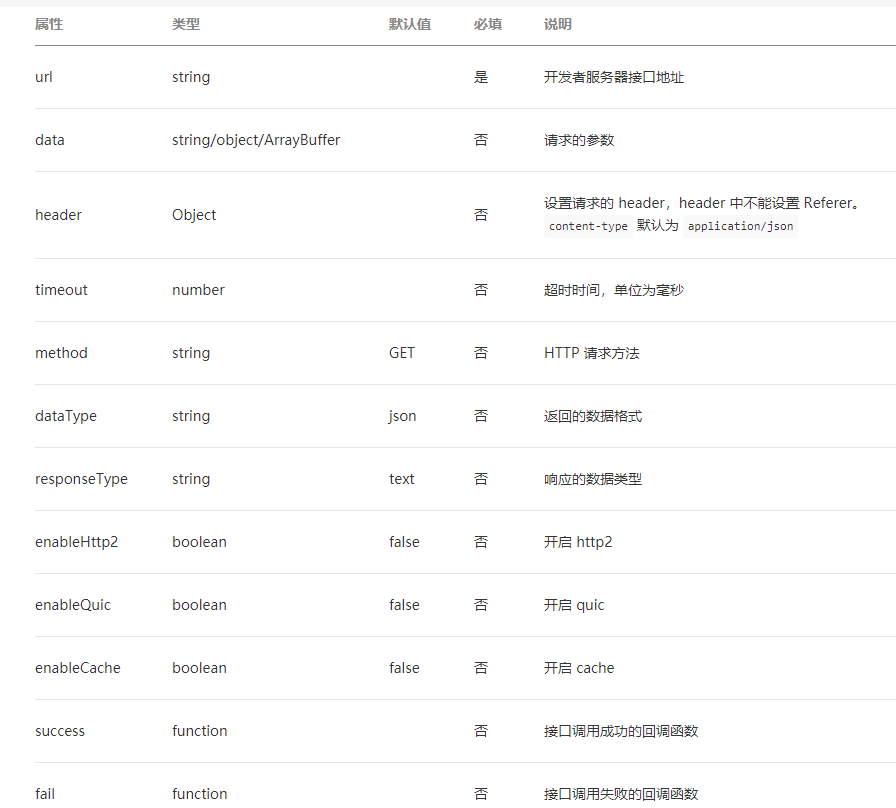 属性 类型 默认值 必填 说明
url string 是 开发者服务器接口地址
data string/object/ArrayBuffer 否 请求的参数
header Object 否 设置请求的 header，header 中不能设置 Referer。
content-type 默认为 application/json
timeout number 否 超时时间，单位为毫秒
method string GET 否 HTTP 请求方法
dataType string json 否 返回的数据格式
responseType string text 否 响应的数据类型
enableHttp2 boolean false 否 开启 http2
enableQuic boolean false 否 开启 quic
enableCache boolean false 否 开启 cache
success function 否 接口调用成功的回调函数
fail function 否 接口调用失败的回调函数